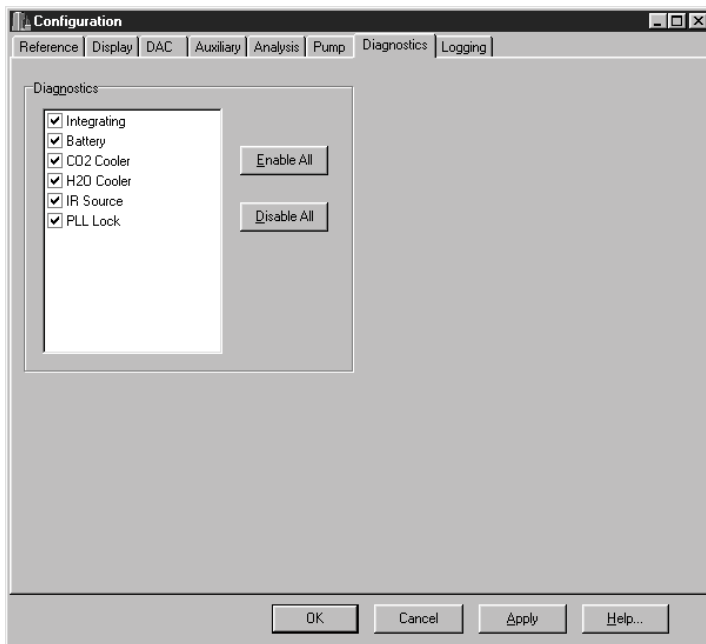 Configuration
Reference Display DAC Auxiliary Analysis Pump Diagnostics Logging
Diagnostics
Integrating
Battery
CO2 Cooler
H2O Cooler
IR Source
PLL Lock
Enable All
Disable All
OK Cancel Apply Help...